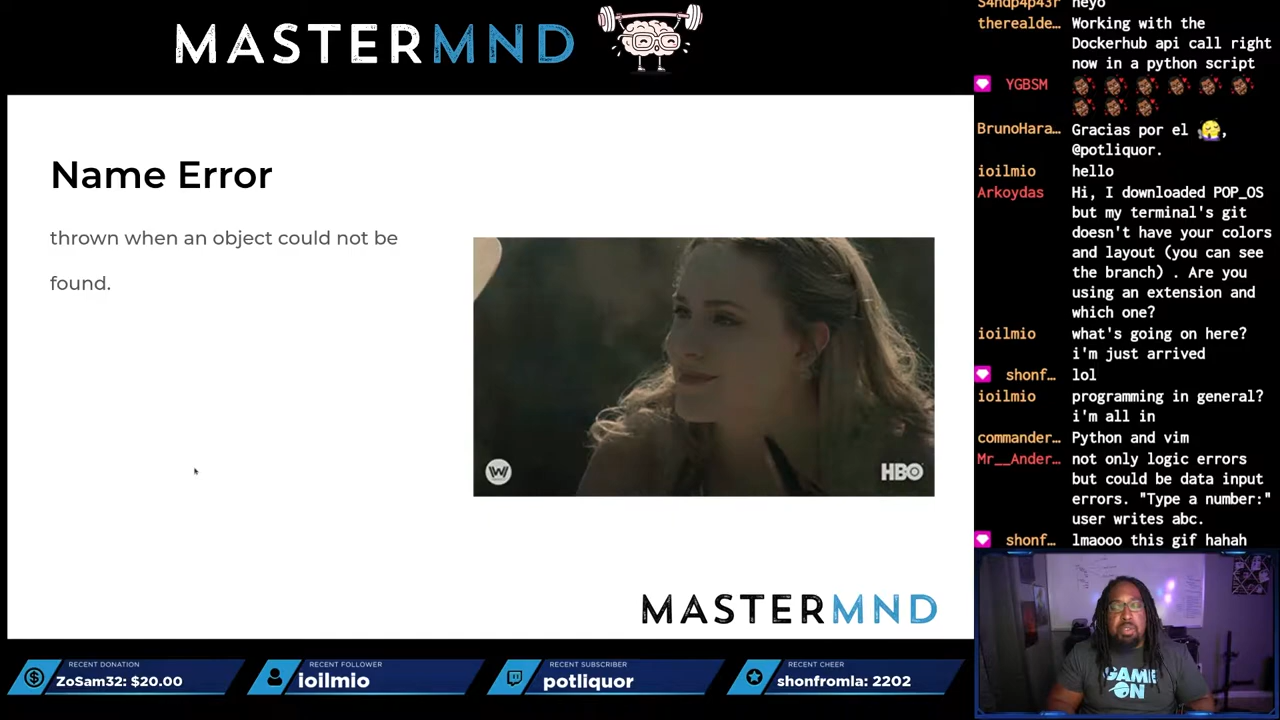 MASTERMND
Name Error
thrown when an object could not be
found.
HBO
MASTERMND
heyo
therealde… Working with the
Dockerhub api call right
now in a python script
YGBSM
BrunoHara… Gracias por el ,
@potliquor.
ioilmio hello
Arkoydas Hi, I downloaded POP_OS
but my terminal's git
doesn't have your colors
and layout (you can see
the branch) . Are you
using an extension and
which one?
ioilmio what's going on here?
i'm just arrived
shonf… lol
ioilmio programming in general?
i'm all in
commander… Python and vim
Mr__Ander… not only logic errors
but could be data input
errors. "Type a number:"
user writes abc.
shonf… lmaooo this gif hahah
GAME
ON
RECENT DONATION
ZoSam32: $20.00
RECENT FOLLOWER
ioilmio
RECENT SUBSCRIBER
potliquor
RECENT CHEER
shonfromla: 2202